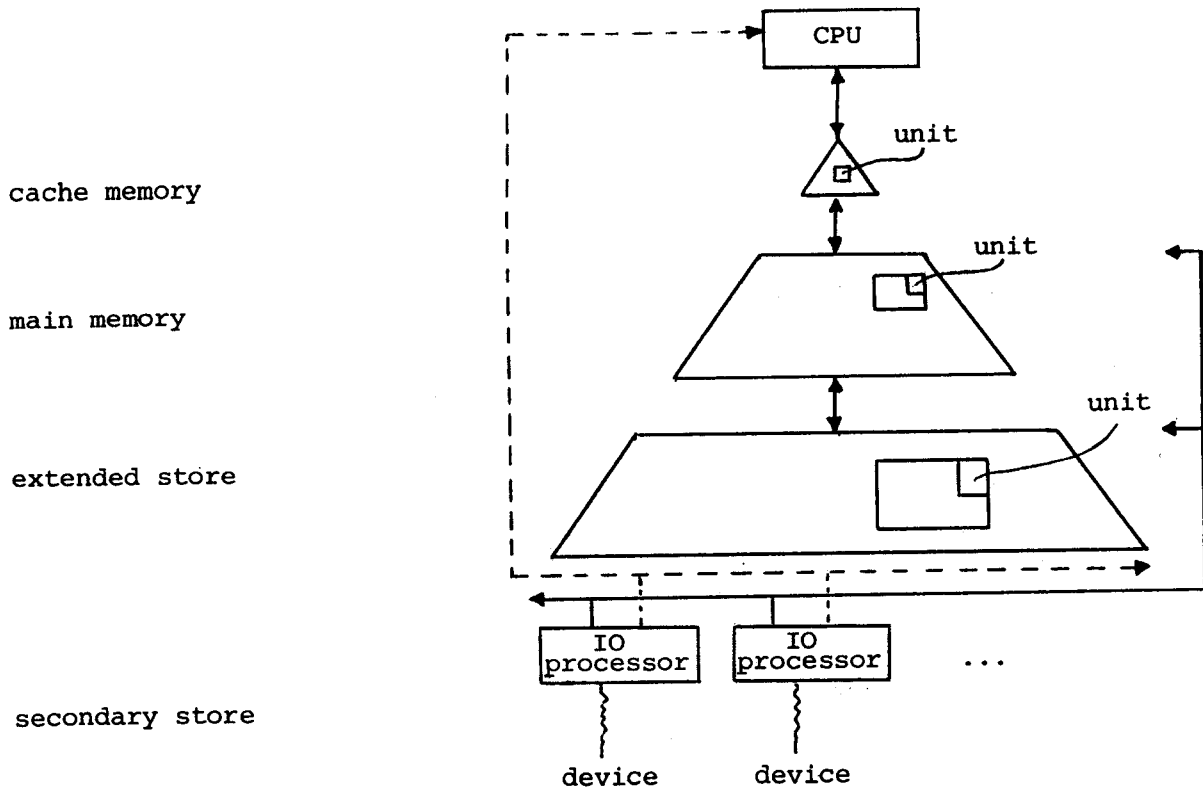 CPU
unit
cache memory
unit
main memory
unit
extended store
IO processor
IO processor
...
secondary store
device
device